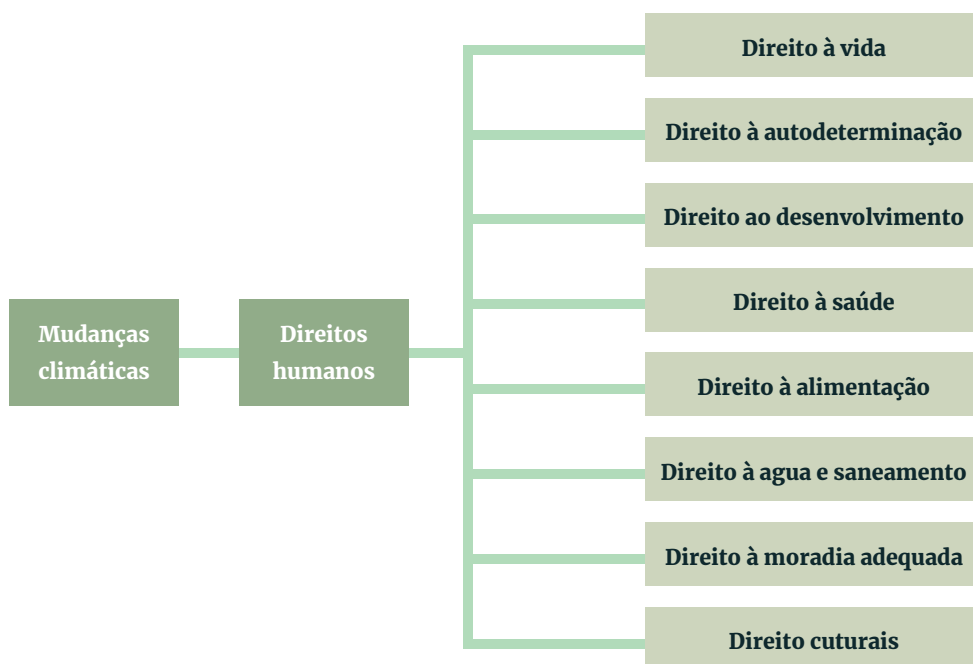 Direito à vida
Direito à autodeterminação
Direito ao desenvolvimento
Direito à saúde
Mudanças
climáticas
Direitos
humanos
Direito à alimentação
Direito à agua e saneamento
Direito à moradia adequada
Direito cuturais